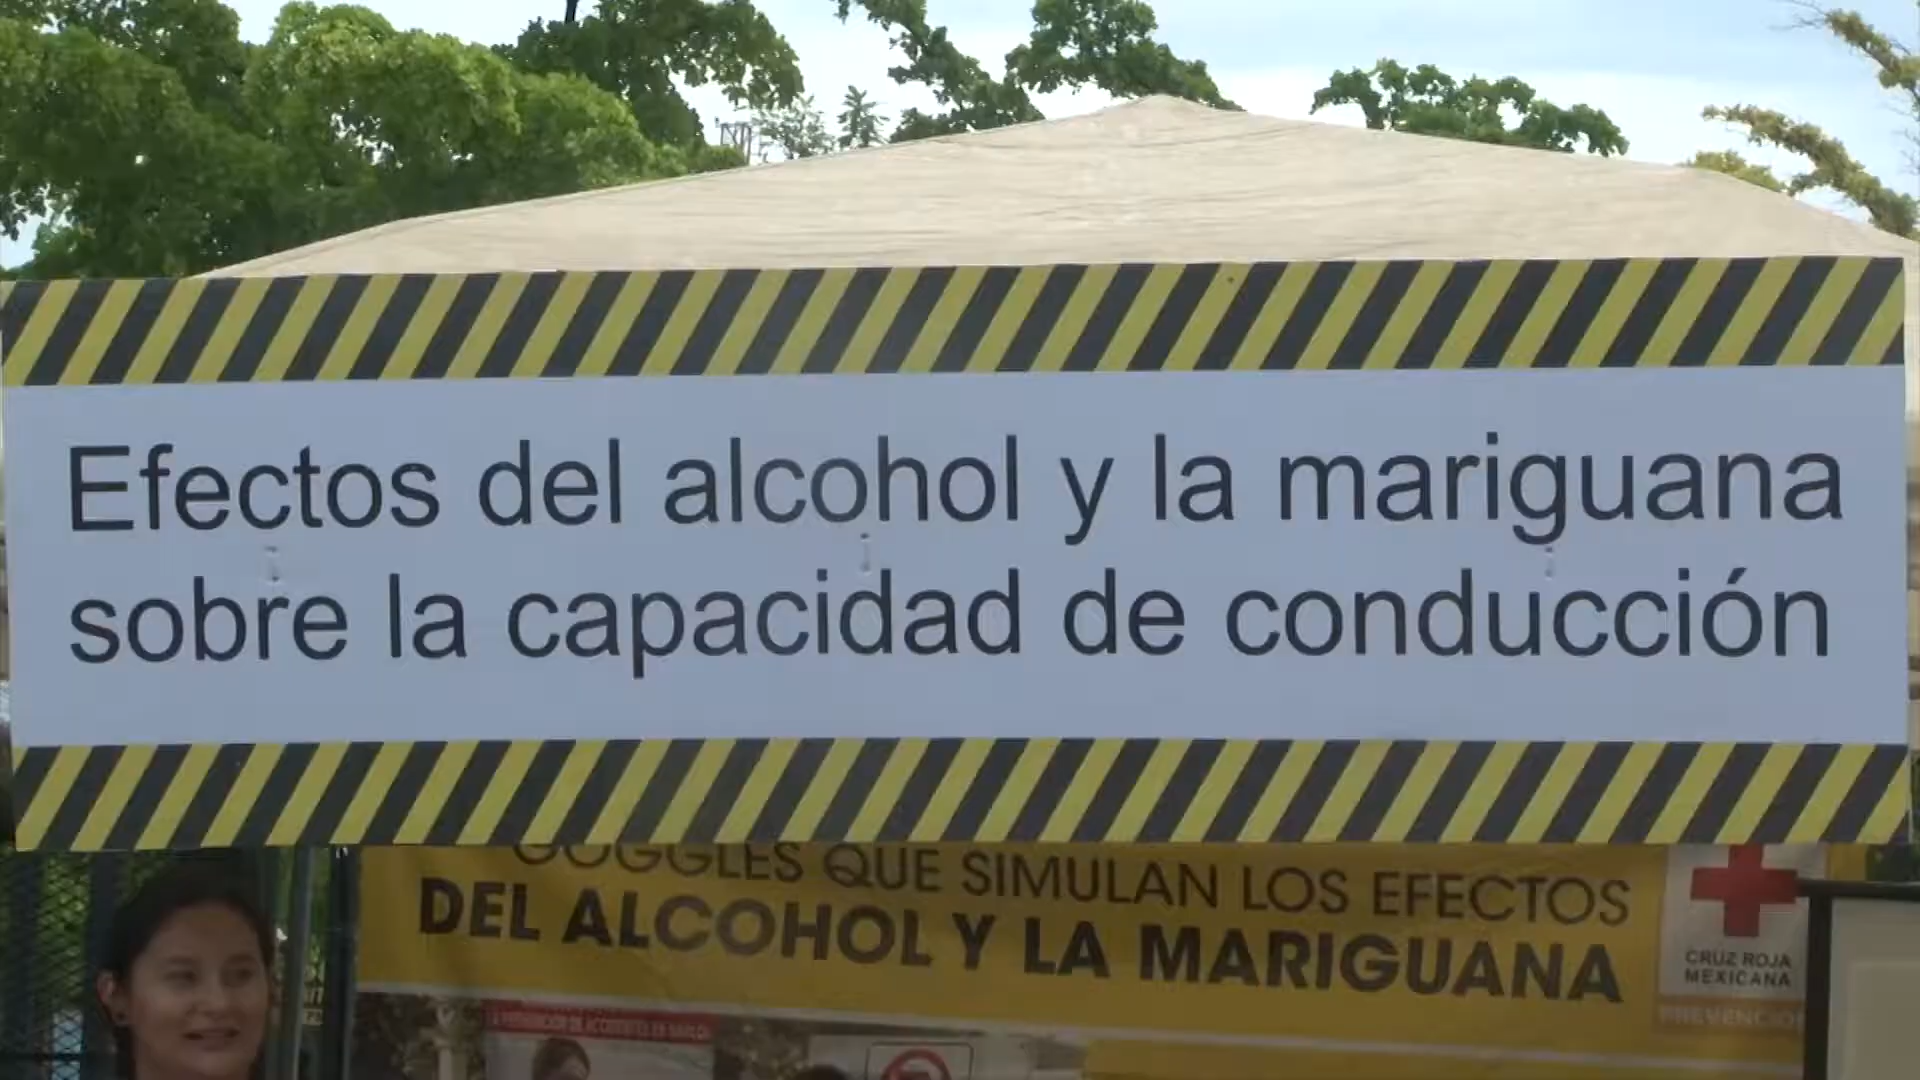 Efectos del alcohol y la mariguana
sobre la capacidad de conducción
GOGGLES QUE SIMULAN LOS EFECTOS
DEL ALCOHOL Y LA MARIGUANA
CRUZ ROJA
MEXICANA
PREVENCIÓN